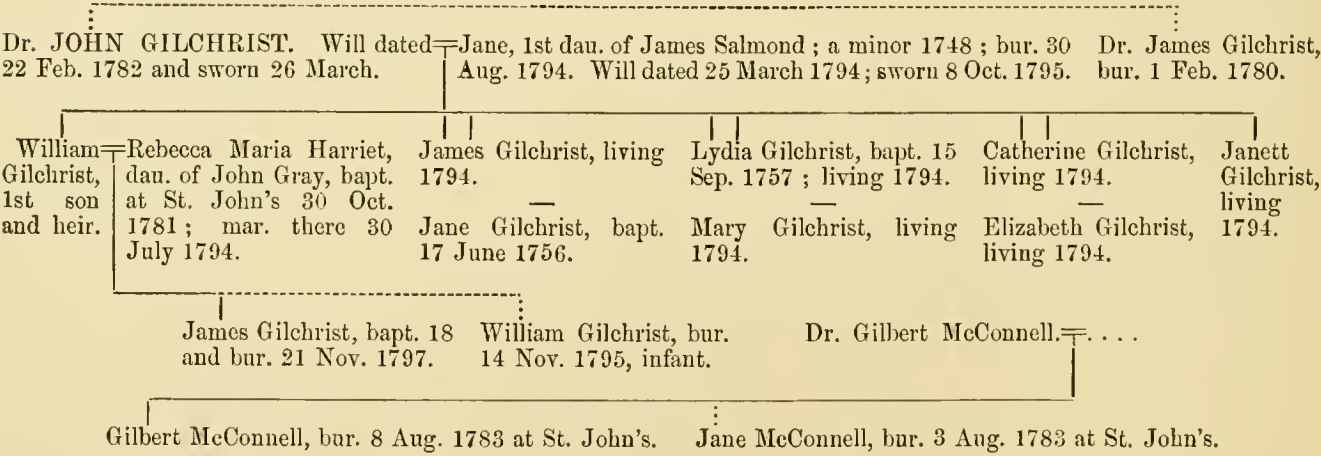 Dr. JOHN GILCHRIST. Will dated
22 Feb. 1782 and sworn 26 March.
Jane, 1st dau. of James Salmond ; a minor 1748 ; bur. 30
Aug. 1794. Will dated 25 March 1794 ; sworn 8 Oct. 1795.
Dr. James Gilchrist,
bur. 1 Feb. 1780.
William
Gilchrist,
1st son
and heir.
Rebecca Maria Harriet,
dau. of John Gray, bapt.
at St. John's 30 Oct.
1781 ; mar. there 30
July 1794.
James Gilchrist, living
1794.
—
Jane Gilchrist, bapt.
17 June 1756.
Lydia Gilchrist, bapt. 15
Sep. 1757 ; living 1794.
—
Mary Gilchrist, living
1794.
Catherine Gilchrist,
living 1794.
—
Elizabeth Gilchrist,
living 1794.
Janett
Gilchrist,
living
1794.
James Gilchrist, bapt. 18
and bur. 21 Nov. 1797.
William Gilchrist, bur.
14 Nov. 1795, infant.
Dr. Gilbert McConnell.=. . . .
Gilbert McConnell, bur. 8 Aug. 1783 at St. John's.
Jane McConnell, bur. 3 Aug. 1783 at St. John's.